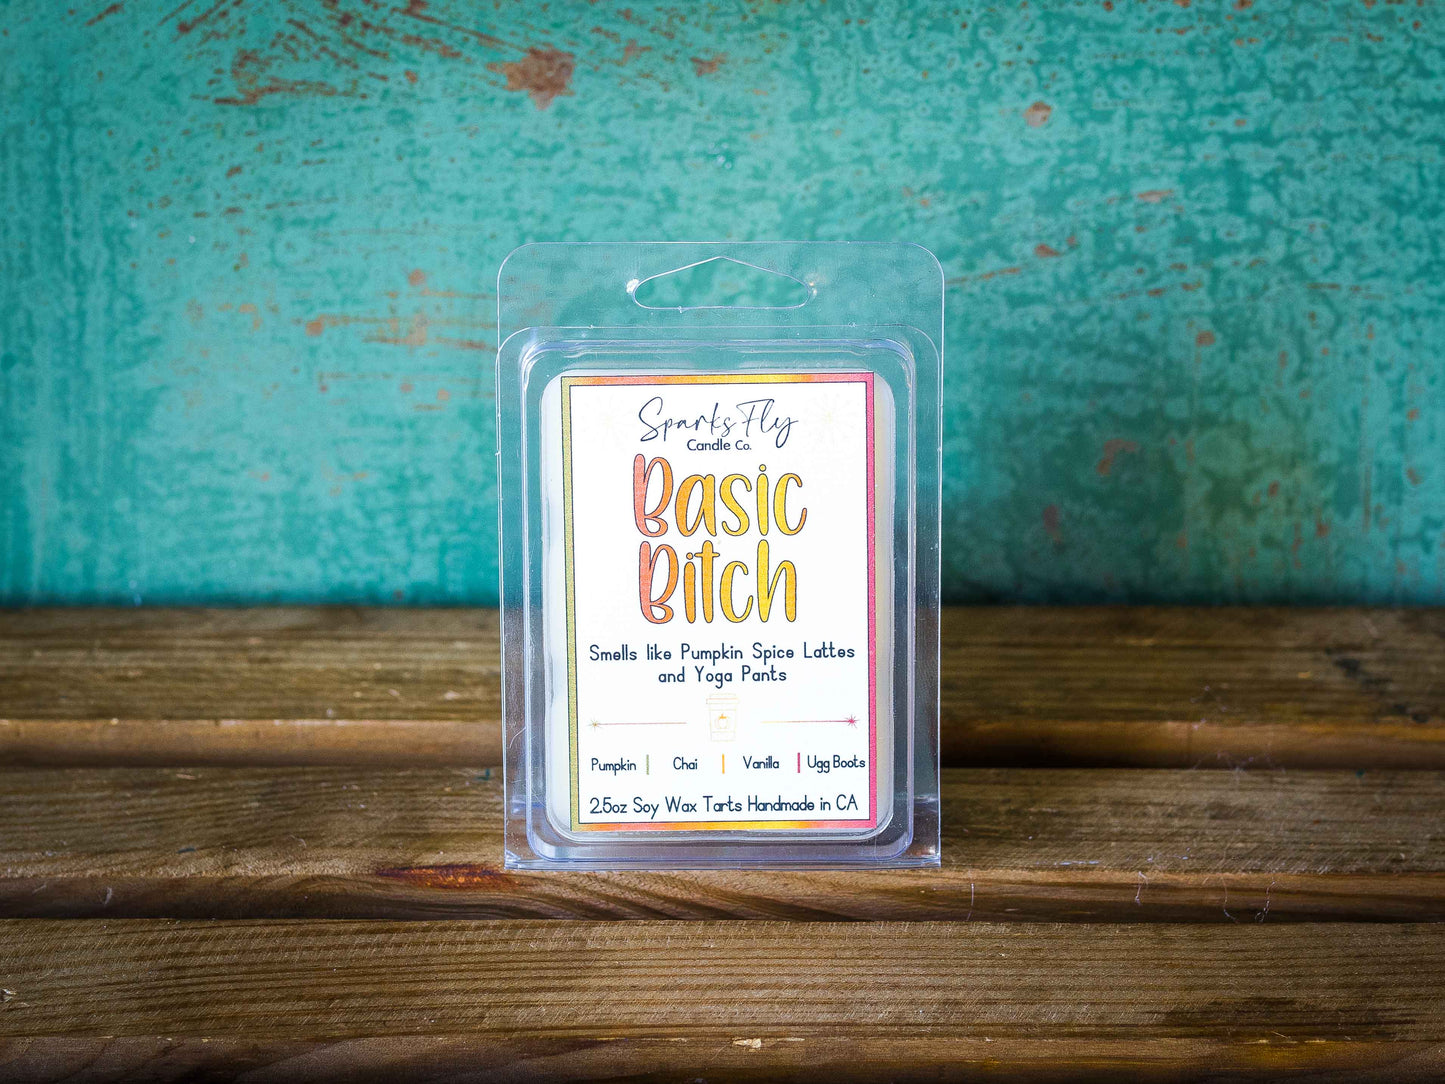 Sparks Fly
Candle Co.
Basic
Bitch
Smells like Pumpkin Spice Lattes
and Yoga Pants
Pumpkin | Chai | Vanilla | Ugg Boots
2.5oz Soy Wax Tarts Handmade in CA